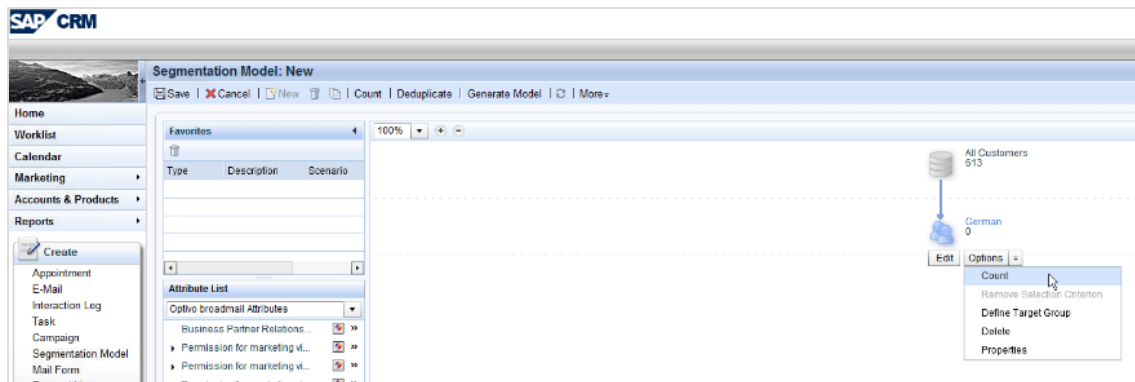 SAP CRM
Segmentation Model: New
Save | Cancel | New | Count | Deduplicate | Generate Model | More
Home
Worklist
Calendar
Marketing
Accounts & Products
Reports
Create
Appointment
E-Mail
Interaction Log
Task
Campaign
Segmentation Model
Mail Form
Favorites
Type Description Scenario
Attribute List
Optivo broadmail Attributes
Business Partner Relations...
Permission for marketing vi...
Permission for marketing vi...
100%
All Customers
613
German
0
Edit Options
Count
Remove Selection Criterion
Define Target Group
Delete
Properties